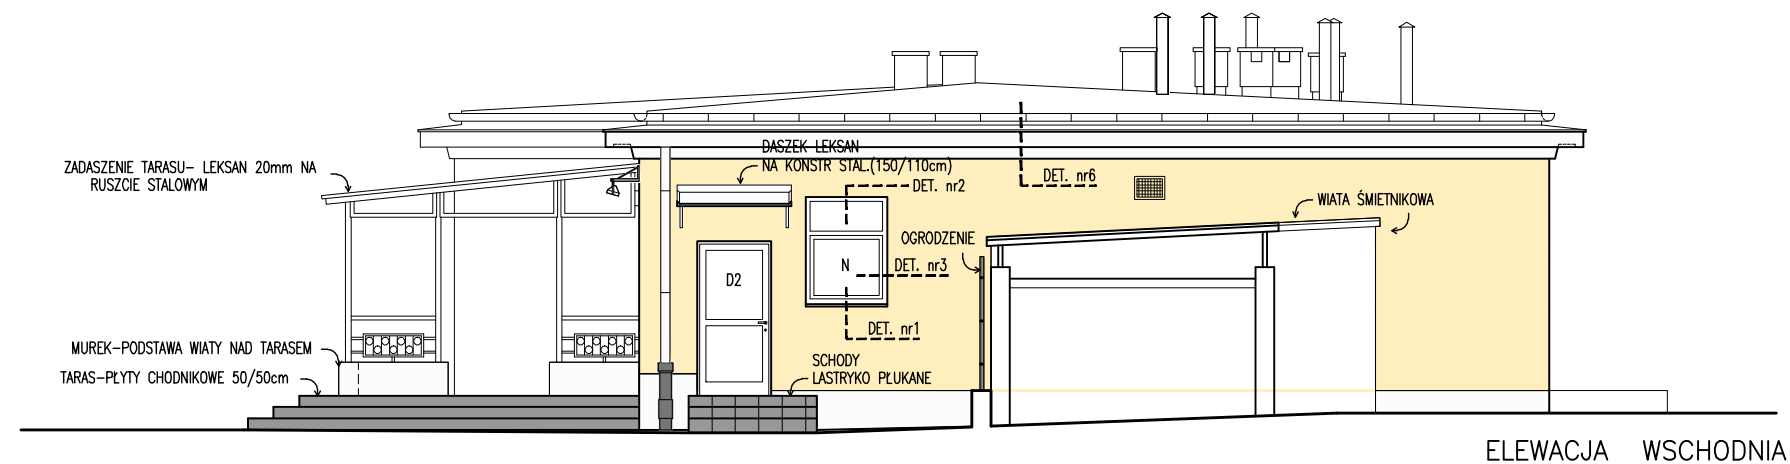 DASZEK LEKSAN
NA KONSTR STAL.(150/110cm)
ZADASZENIE TARASU- LEKSAN 20mm NA
RUSZCIE STALOWYM
DET. nr6
DET. nr2
WIATA ŚMIETNIKOWA
OGRODZENIE
N
DET. nr3
D2
DET. nr1
MUREK-PODSTAWA WIATY NAD TARASEM
SCHODY
LASTRYKO PŁUKANE
TARAS-PŁYTY CHODNIKOWE 50/50cm
ELEWACJA WSCHODNIA